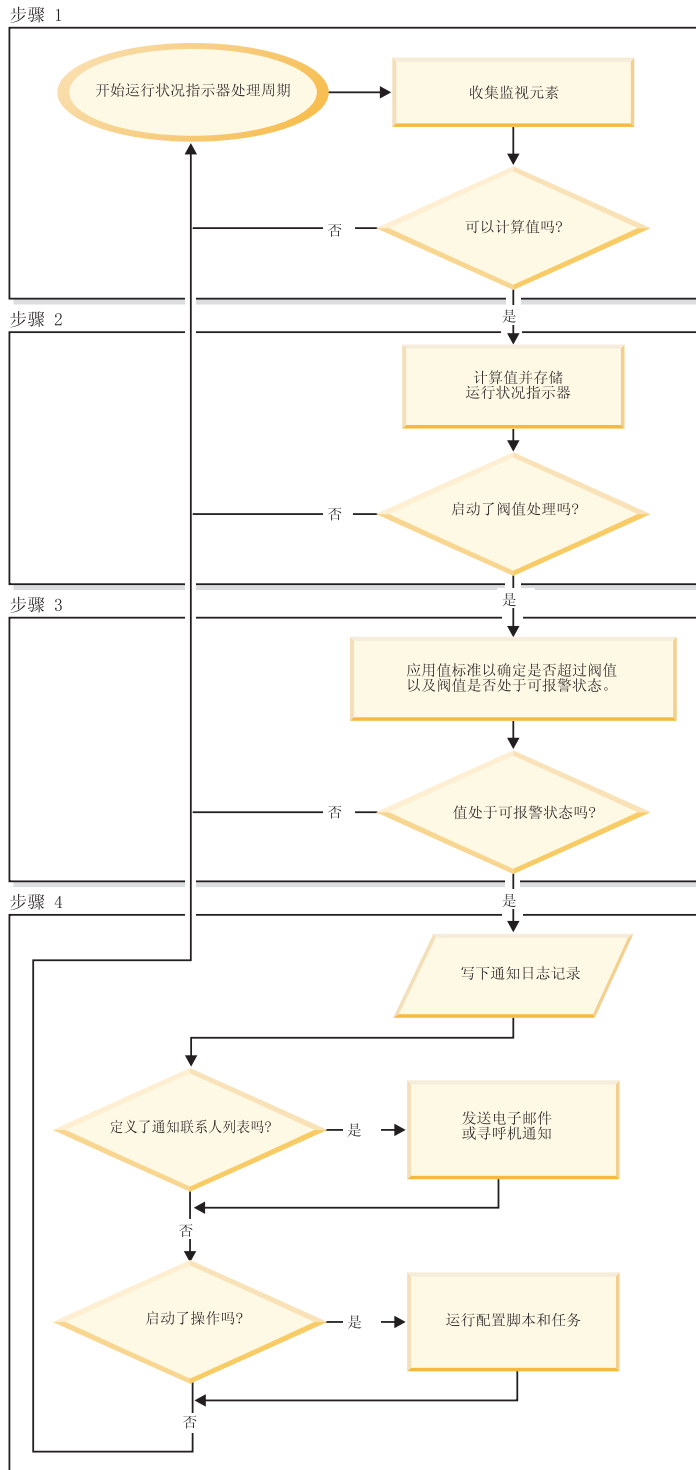 步骤 1
开始运行状况指示器处理周期
收集监视元素
可以计算值吗?
否
是
步骤 2
计算值并存储
运行状况指示器
启动了阀值处理吗?
否
是
步骤 3
应用值标准以确定是否超过阀值
以及阀值是否处于可报警状态。
值处于可报警状态吗?
否
是
步骤 4
写下通知日志记录
定义了通知联系人列表吗?
是
发送电子邮件
或寻呼机通知
否
启动了操作吗?
是
运行配置脚本和任务
否